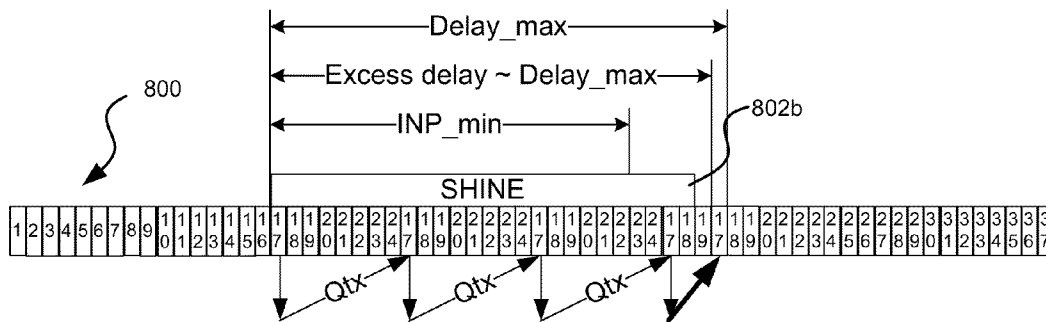 Delay_max
800
Excess delay ~ Delay_max
802b
INP_min
SHINE
1 2 3 4 5 6 7 8 9 10 11 12 13 14 15 16 17 18 19 20 21 22 23 24 17 18 19 20 21 22 23 24 17 18 19 20 21 22 23 24 17 18 19 17 18 19 20 21 22 23 24 25 26 27 28 29 30 31 32 33 34 35 36 37
Qtx Qtx Qtx